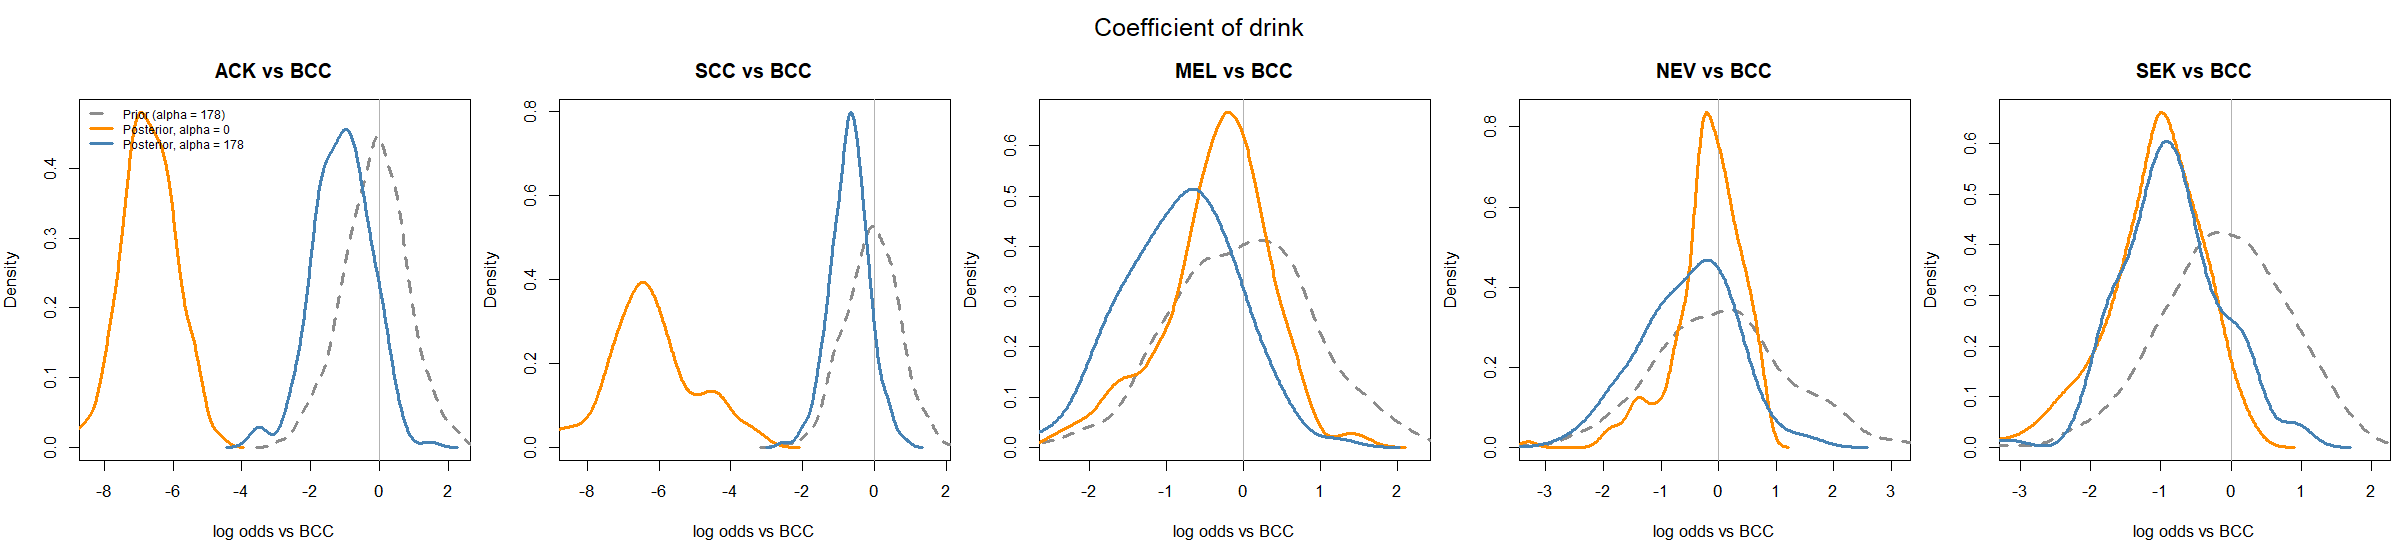 Coefficient of drink
ACK vs BCC
Prior (alpha = 178)
Posterior, alpha = 0
Posterior, alpha = 178
Density
0.0 0.1 0.2 0.3 0.4
-8 -6 -4 -2 0 2
log odds vs BCC
SCC vs BCC
Density
0.0 0.2 0.4 0.6 0.8
-8 -6 -4 -2 0 2
log odds vs BCC
MEL vs BCC
Density
0.0 0.1 0.2 0.3 0.4 0.5 0.6
-2 -1 0 1 2
log odds vs BCC
NEV vs BCC
Density
0.0 0.2 0.4 0.6 0.8
-3 -2 -1 0 1 2 3
log odds vs BCC
SEK vs BCC
Density
0.0 0.1 0.2 0.3 0.4 0.5 0.6
-3 -2 -1 0 1 2
log odds vs BCC